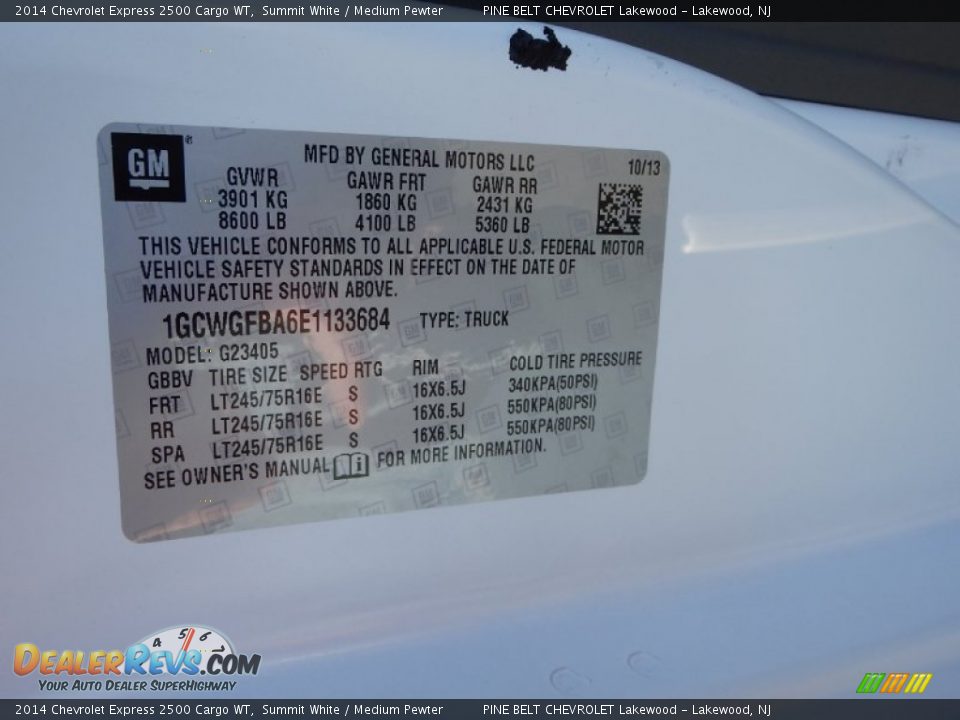 2014 Chevrolet Express 2500 Cargo WT, Summit White / Medium Pewter PINE BELT CHEVROLET Lakewood - Lakewood, NJ
GM ®
MFD BY GENERAL MOTORS LLC 10/13
GVWR GAWR FRT GAWR RR
3901 KG 1860 KG 2431 KG
8600 LB 4100 LB 5360 LB
THIS VEHICLE CONFORMS TO ALL APPLICABLE U.S. FEDERAL MOTOR
VEHICLE SAFETY STANDARDS IN EFFECT ON THE DATE OF
MANUFACTURE SHOWN ABOVE.
1GCWGFBA6E1133684 TYPE: TRUCK
MODEL: G23405
GBBV TIRE SIZE SPEED RTG RIM COLD TIRE PRESSURE
FRT LT245/75R16E S 16X6.5J 340KPA(50PSI)
RR LT245/75R16E S 16X6.5J 550KPA(80PSI)
SPA LT245/75R16E S 16X6.5J 550KPA(80PSI)
SEE OWNER'S MANUAL i FOR MORE INFORMATION.
4 5 6
DEALERREVS.COM
YOUR AUTO DEALER SUPERHIGHWAY
2014 Chevrolet Express 2500 Cargo WT, Summit White / Medium Pewter PINE BELT CHEVROLET Lakewood - Lakewood, NJ